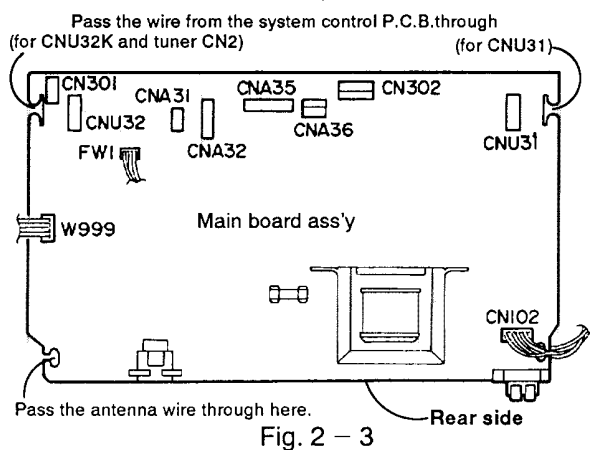 Pass the wire from the system control P.C.B.through
(for CNU32K and tuner CN2)
(for CNU31)
CN301
CNU32
CNA31
CNA32
CNA35
CNA36
CN302
CNU31
FW1
W999
Main board ass'y
CN102
Pass the antenna wire through here.
Rear side
Fig. 2 – 3